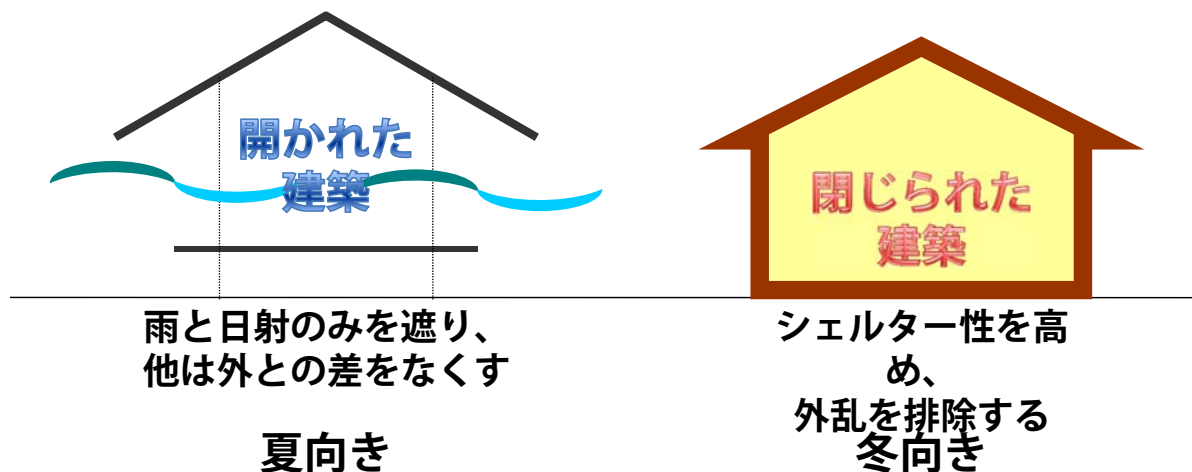 開かれた
建築
雨と日射のみを遮り、
他は外との差をなくす
夏向き
閉じられた
建築
シェルター性を高
め、
外乱を排除する
冬向き